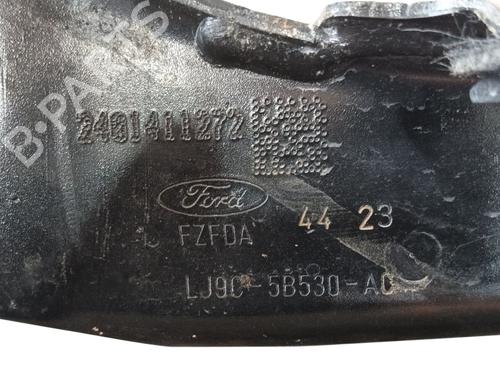 2401411272
Ford
FZFDA 44 23
LJ9C-5B530-AC
B-PARTS